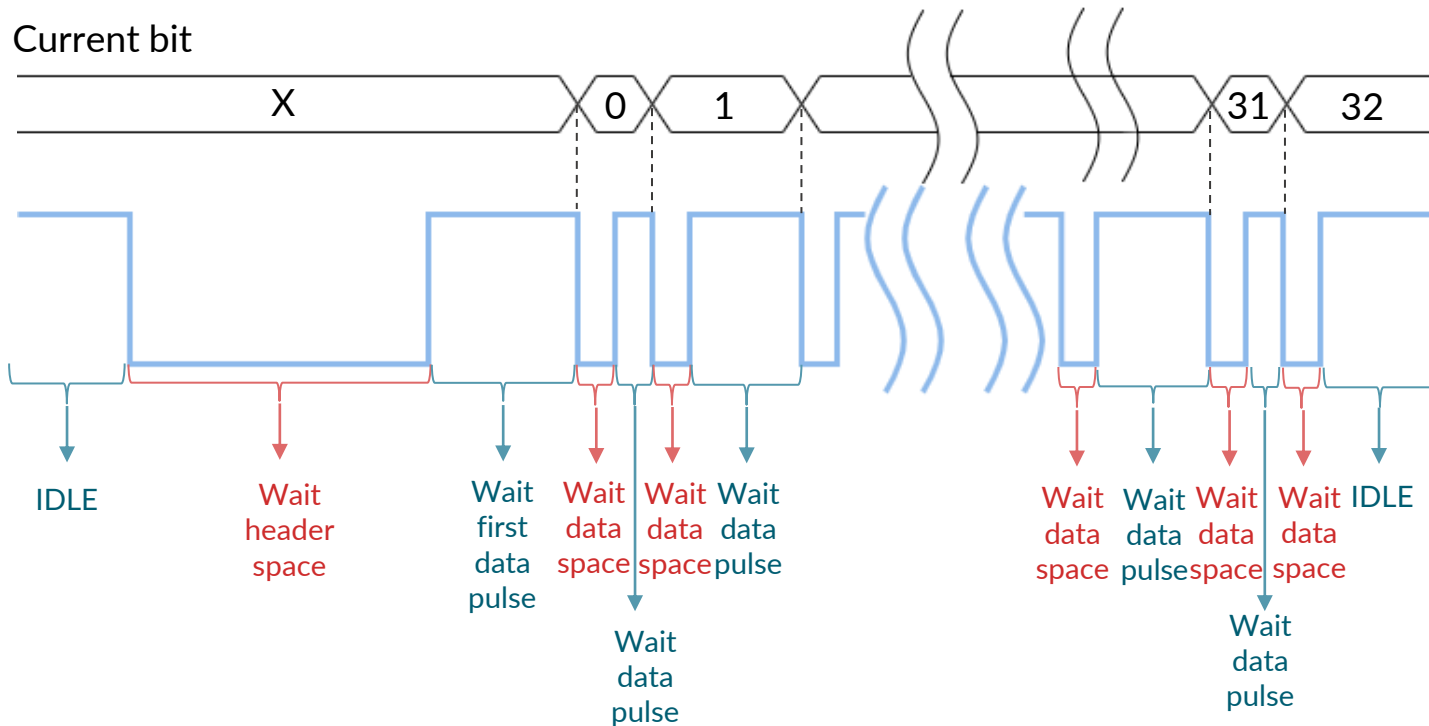 Current bit
X
0
1
31
32
IDLE
Wait
header
space
Wait
first
data
pulse
Wait
data
space
Wait
data
pulse
Wait
data
space
Wait
data
pulse
Wait
data
space
Wait
data
pulse
Wait
data
space
Wait
data
pulse
Wait
data
space
IDLE